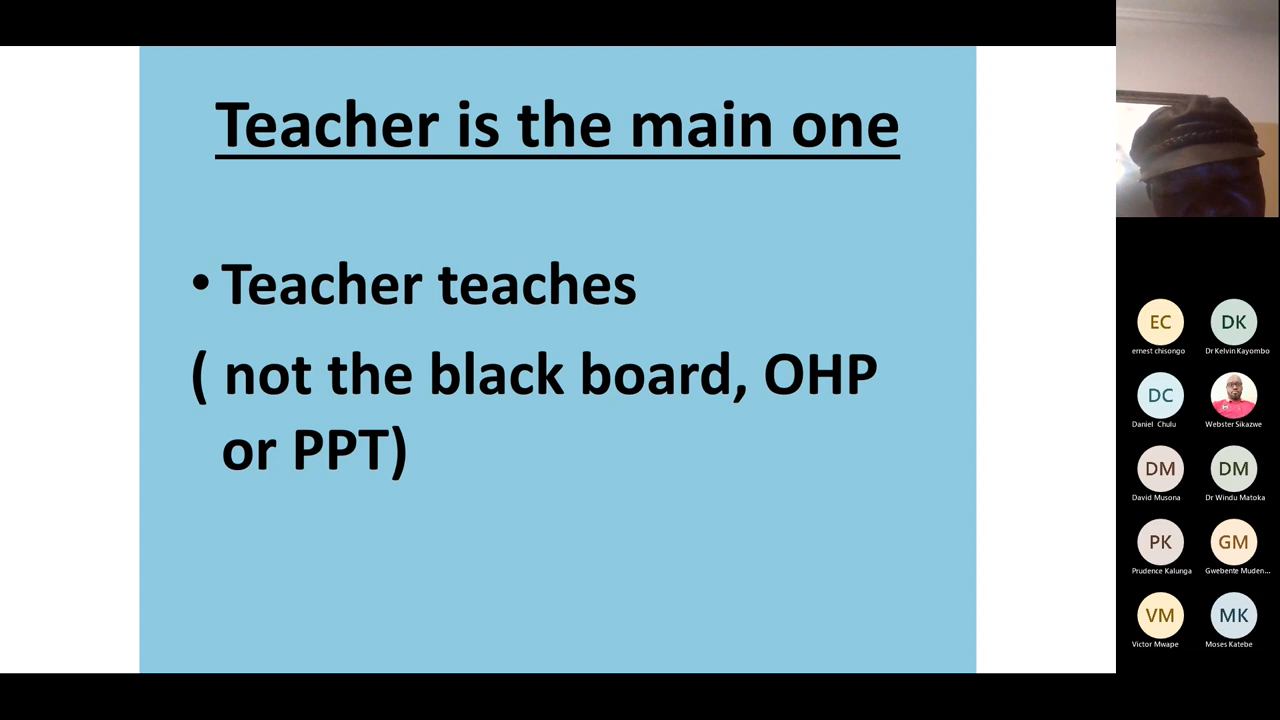 Teacher is the main one
• Teacher teaches
( not the black board, OHP
or PPT)
EC
ernest chisongo
DK
Dr Kelvin Kayombo
DC
Daniel Chulu
Webster Sikazwe
DM
David Musona
DM
Dr Windu Matoka
PK
Prudence Kalunga
GM
Gwebente Muden...
VM
Victor Mwape
MK
Moses Katebe